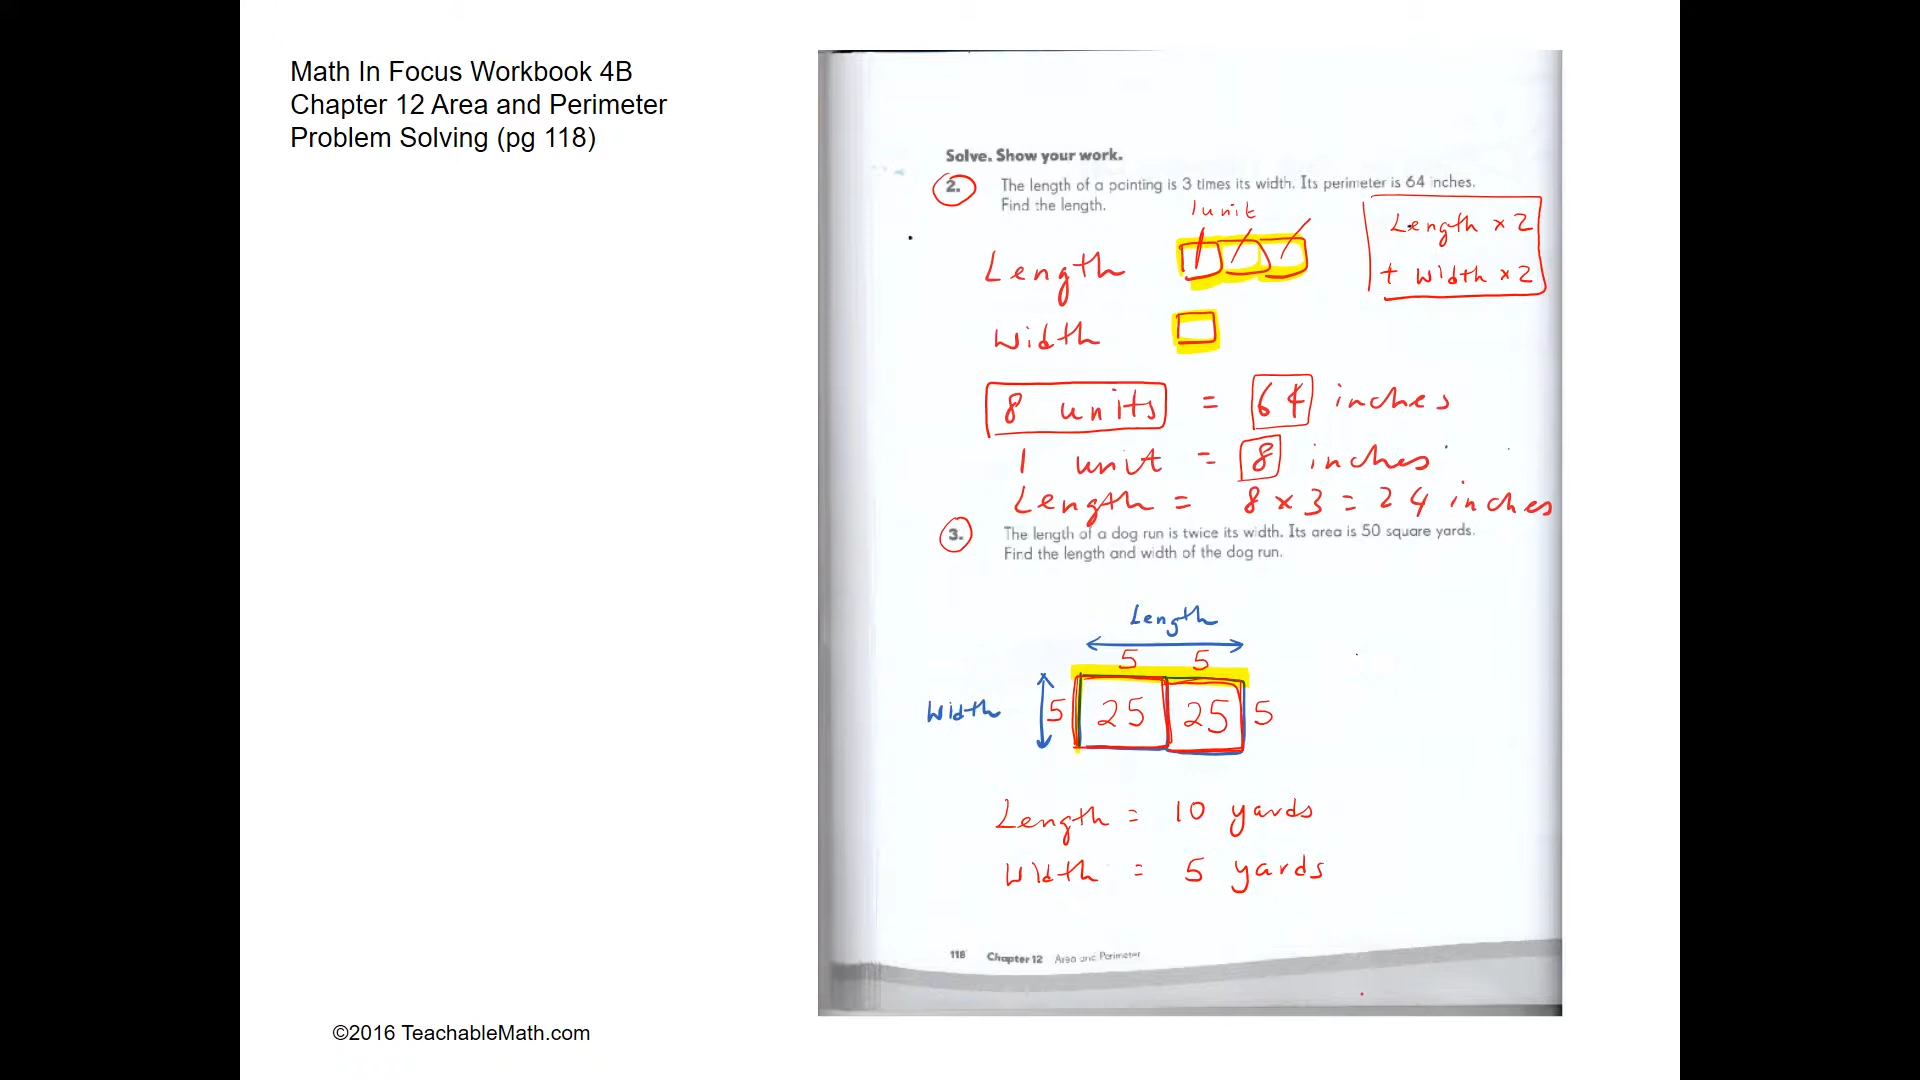 Math In Focus Workbook 4B
Chapter 12 Area and Perimeter
Problem Solving (pg 118)
Solve. Show your work.
2. The length of a painting is 3 times its width. Its perimeter is 64 inches.
Find the length.
1 unit
Length × 2
+ Width × 2
Length
Width
8 units = 64 inches
1 unit = 8 inches
Length = 8 × 3 = 24 inches
3. The length of a dog run is twice its width. Its area is 50 square yards.
Find the length and width of the dog run.
Length
5 5
Width 5 25 25 5
Length = 10 yards
Width = 5 yards
118 Chapter 12 Area and Perimeter
©2016 TeachableMath.com